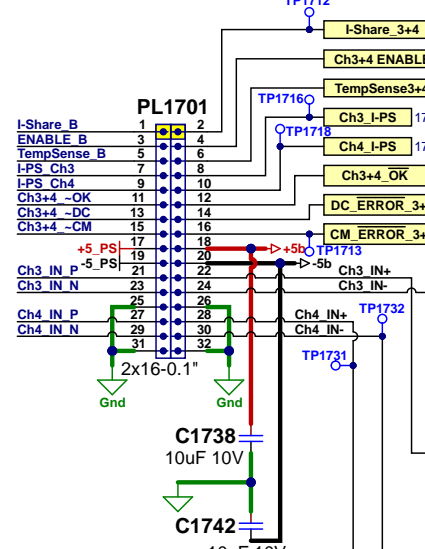 TP1712
I-Share_3+4
Ch3+4 ENABLE
TempSense3+4
TP1716
PL1701
Ch3_I-PS
17
I-Share_B 1 2
TP1718
ENABLE_B 3 4
Ch4_I-PS
17
TempSense_B 5 6
I-PS_Ch3 7 8
Ch3+4_OK
I-PS_Ch4 9 10
Ch3+4_~OK 11 12
DC_ERROR_3+
Ch3+4_~DC 13 14
Ch3+4_~CM 15 16
CM_ERROR_3+
+5_PS 17 18 +5b
TP1713
-5_PS 19 20 -5b
Ch3_IN_P 21 22 Ch3_IN+
Ch3_IN_N 23 24 Ch3_IN-
25 26
TP1732
Ch4_IN_P 27 28 Ch4_IN+
Ch4_IN_N 29 30 Ch4_IN-
31 32
TP1731
2x16-0.1"
Gnd Gnd
C1738
10uF 10V
C1742